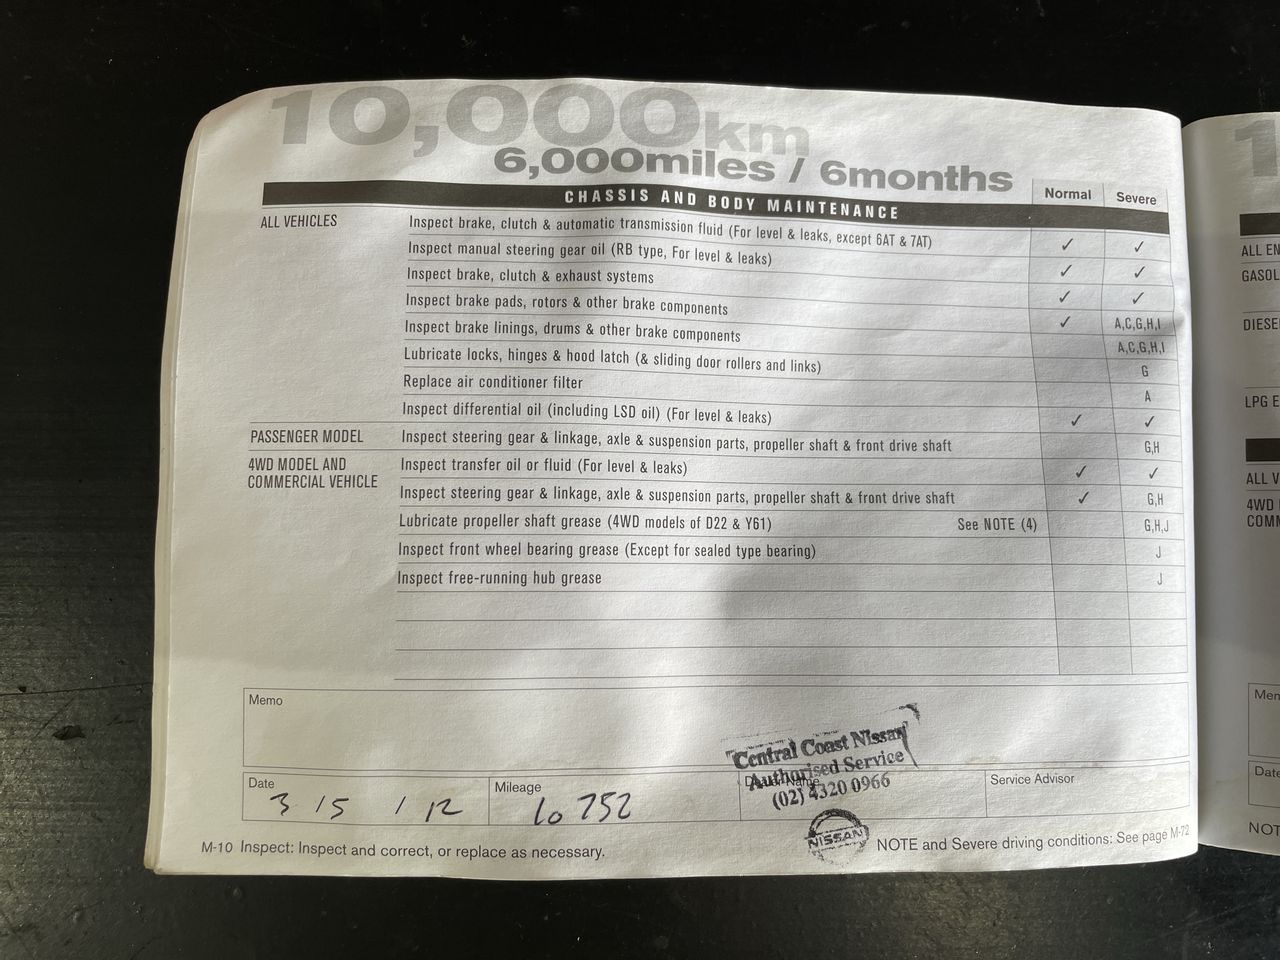 10,000km
6,000miles / 6months
CHASSIS AND BODY MAINTENANCE Normal Severe
ALL VEHICLES Inspect brake, clutch & automatic transmission fluid (For level & leaks, except 6AT & 7AT) ✓ ✓
Inspect manual steering gear oil (RB type, For level & leaks) ✓ ✓
Inspect brake, clutch & exhaust systems ✓ ✓
Inspect brake pads, rotors & other brake components ✓ A,C,G,H,I
Inspect brake linings, drums & other brake components A,C,G,H,I
Lubricate locks, hinges & hood latch (& sliding door rollers and links) G
Replace air conditioner filter A
Inspect differential oil (including LSD oil) (For level & leaks) ✓ ✓
PASSENGER MODEL Inspect steering gear & linkage, axle & suspension parts, propeller shaft & front drive shaft G,H
4WD MODEL AND Inspect transfer oil or fluid (For level & leaks) ✓ ✓
COMMERCIAL VEHICLE Inspect steering gear & linkage, axle & suspension parts, propeller shaft & front drive shaft ✓ G,H
Lubricate propeller shaft grease (4WD models of D22 & Y61) See NOTE (4) G,H,J
Inspect front wheel bearing grease (Except for sealed type bearing) J
Inspect free-running hub grease J
Memo
Central Coast Nissan
Authorised Service
(02) 4320 0966
NISSAN
Date 3 / 5 / 12
Mileage 10 752
Name
Service Advisor
M-10 Inspect: Inspect and correct, or replace as necessary.
NOTE and Severe driving conditions: See page M-72
1
ALL EN
GASOL
DIESE
LPG E
ALL V
4WD
COMM
Mem
Date
NOT